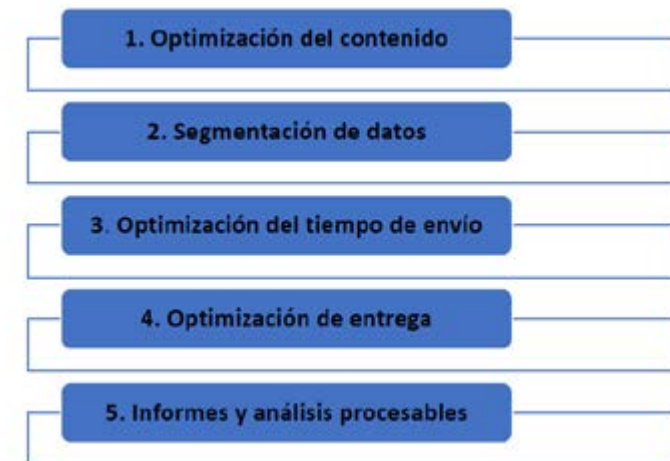 1. Optimización del contenido
2. Segmentación de datos
3. Optimización del tiempo de envío
4. Optimización de entrega
5. Informes y análisis procesables